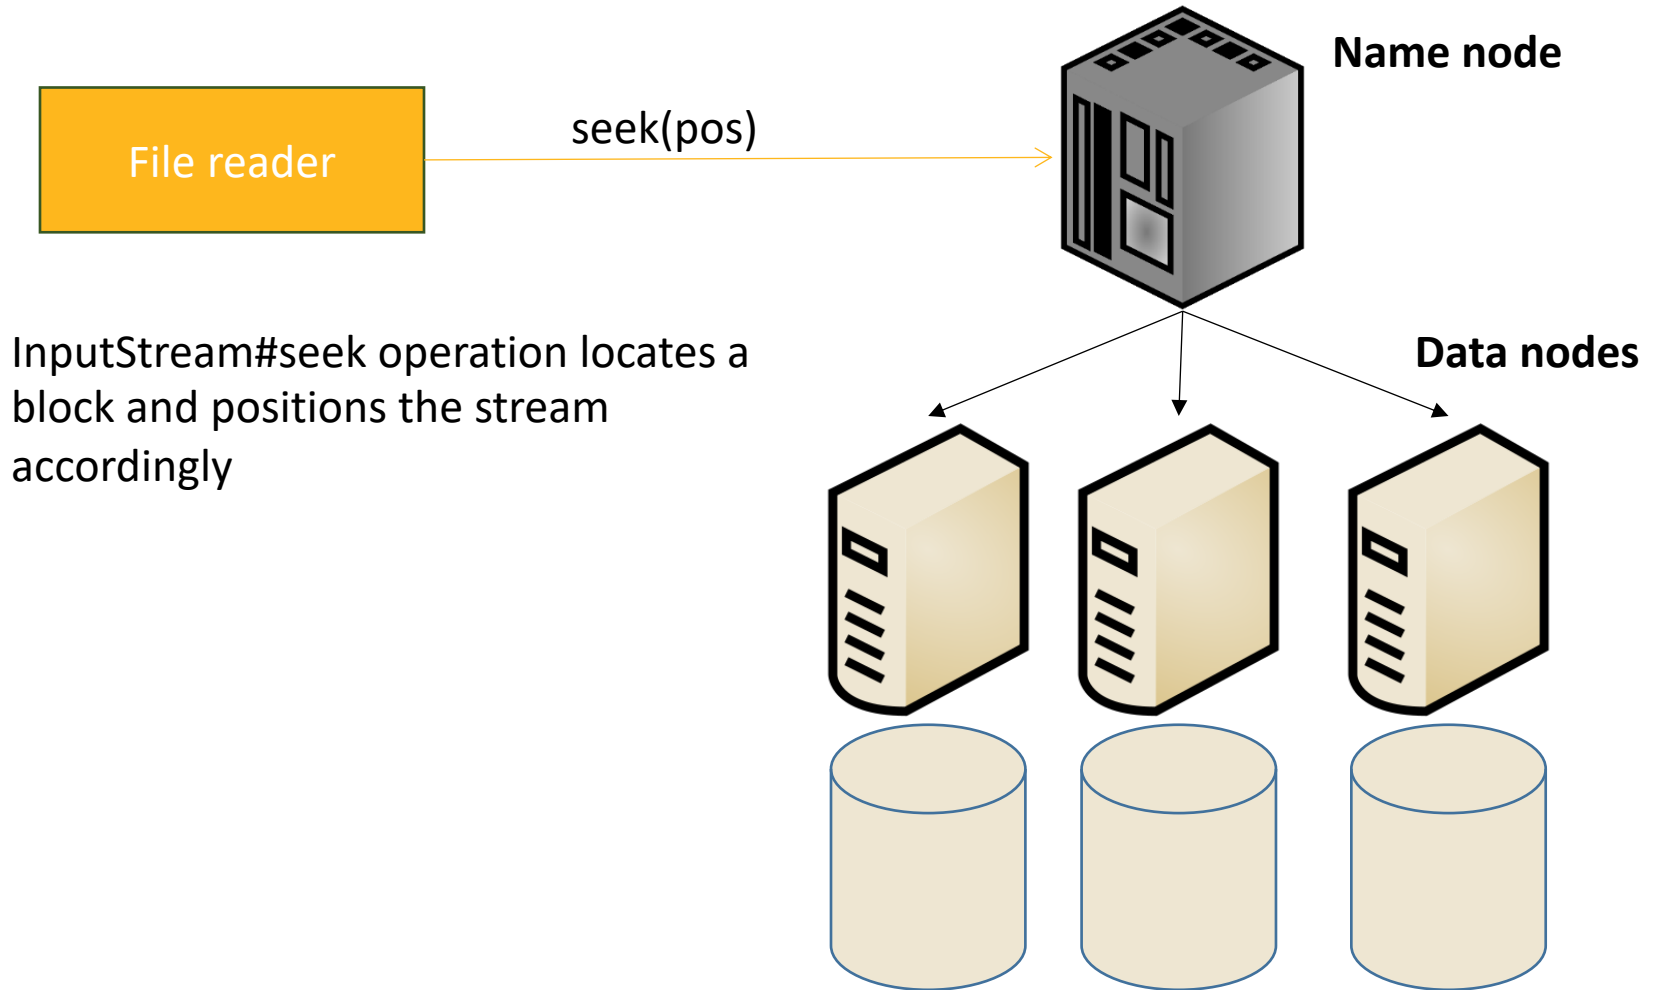 Name node
seek(pos)
File reader
InputStream#seek operation locates a
block and positions the stream
accordingly
Data nodes